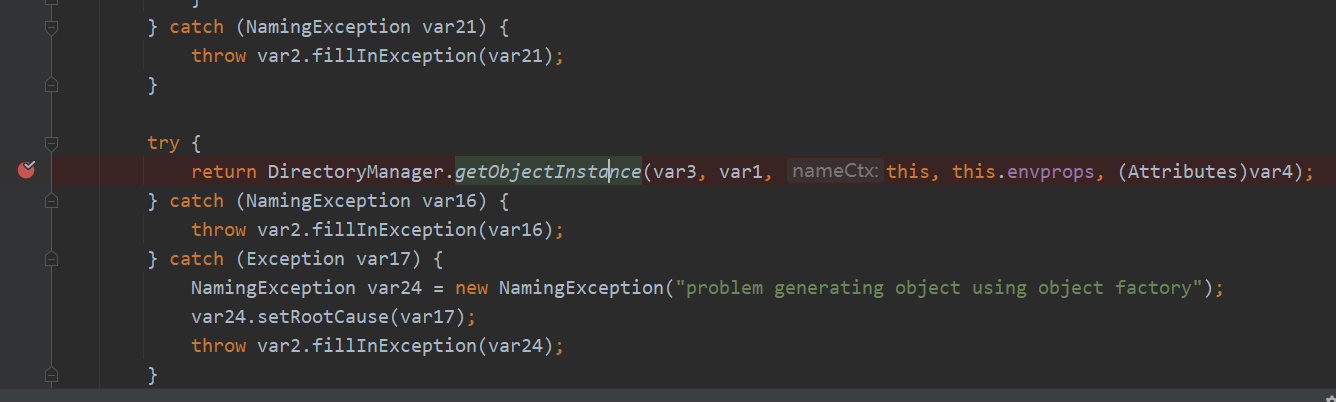 }
} catch (NamingException var21) {
throw var2.fillInException(var21);
}
try {
return DirectoryManager.getObjectInstance(var3, var1, nameCtx: this, this.envprops, (Attributes)var4);
} catch (NamingException var16) {
throw var2.fillInException(var16);
} catch (Exception var17) {
NamingException var24 = new NamingException("problem generating object using object factory");
var24.setRootCause(var17);
throw var2.fillInException(var24);
}